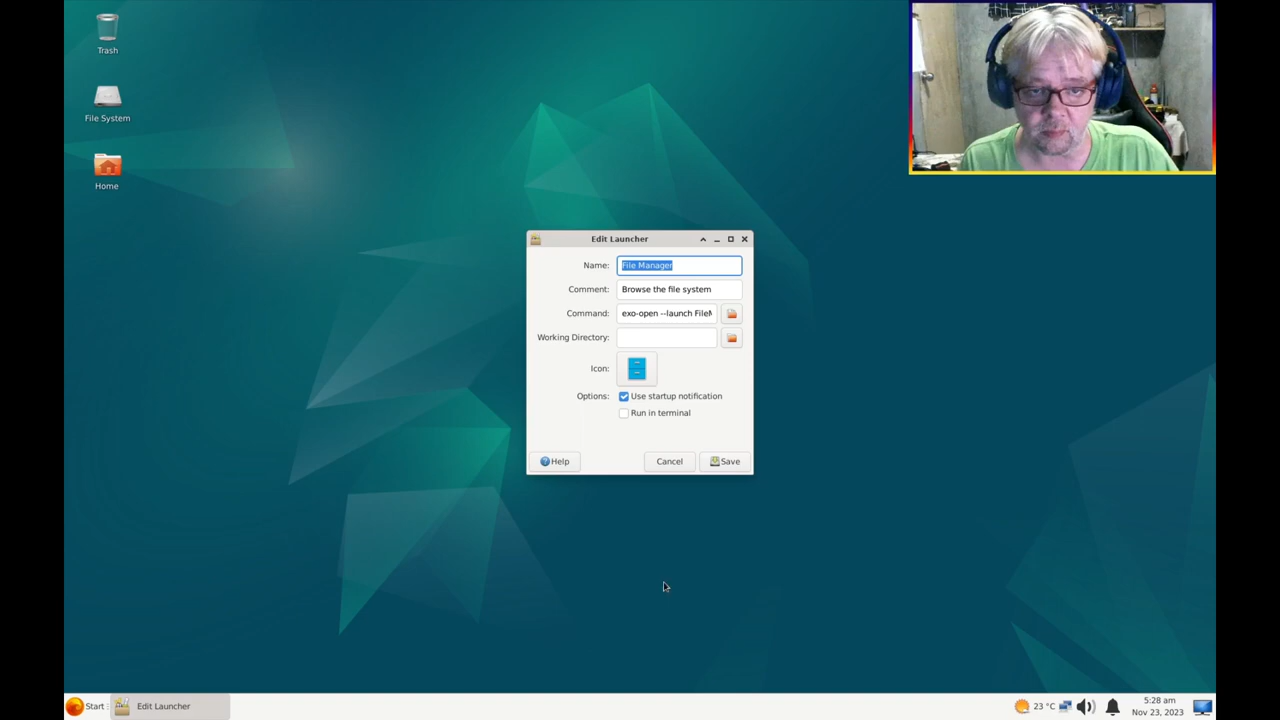 Trash
File System
Home
Edit Launcher
Name: File Manager
Comment: Browse the file system
Command: exo-open --launch FileM
Working Directory:
Icon:
Options: Use startup notification
Run in terminal
Help Cancel Save
Start Edit Launcher 23 °C 5:28 am
Nov 23, 2023